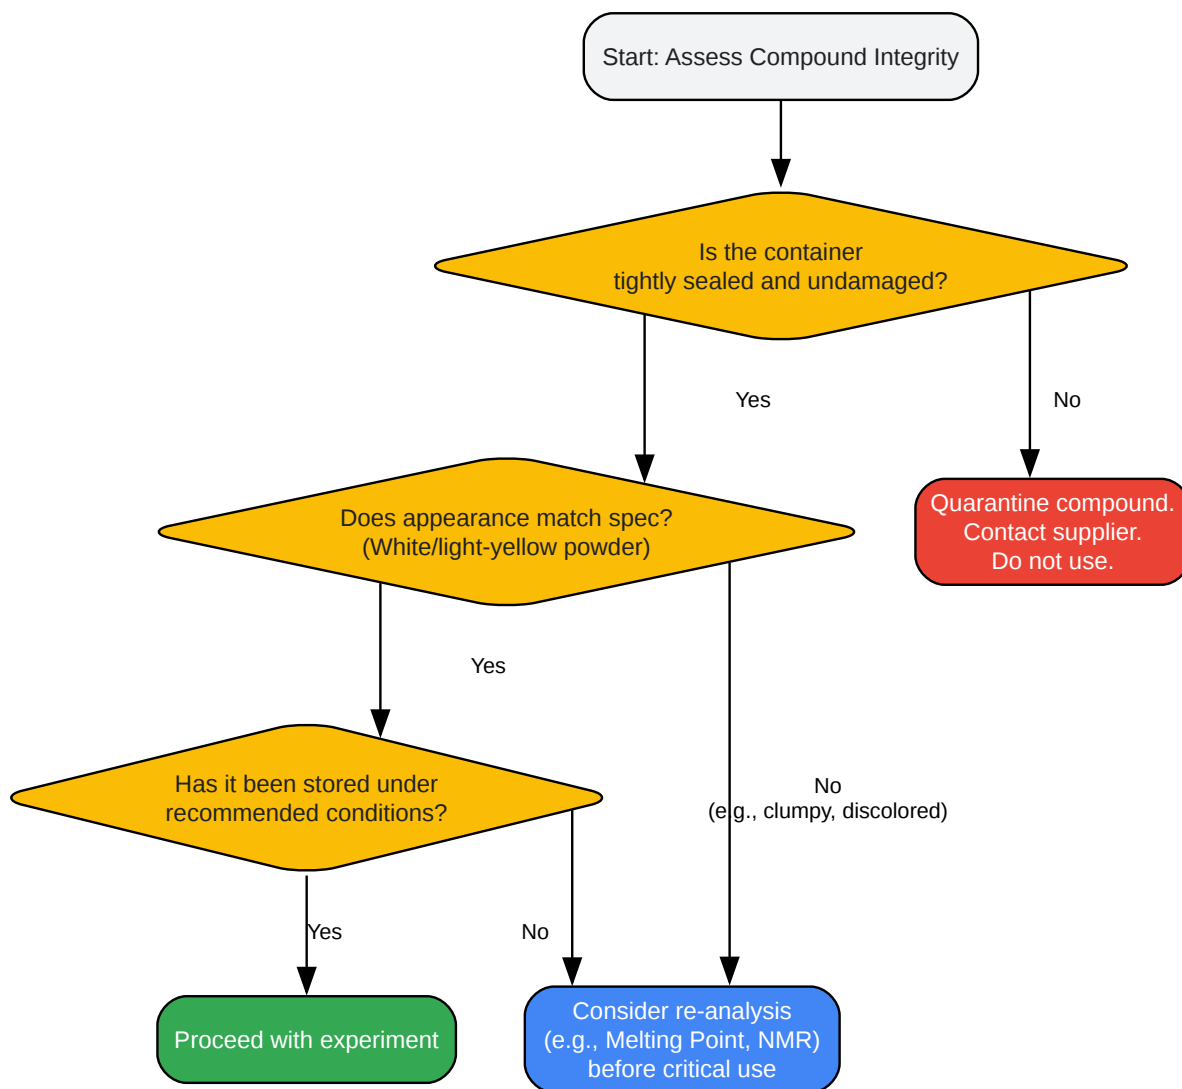 Start: Assess Compound Integrity
Is the container
tightly sealed and undamaged?
Yes
No
Does appearance match spec?
(White/light-yellow powder)
Quarantine compound.
Contact supplier.
Do not use.
Yes
No
(e.g., clumpy, discolored)
Has it been stored under
recommended conditions?
Yes
No
Proceed with experiment
Consider re-analysis
(e.g., Melting Point, NMR)
before critical use